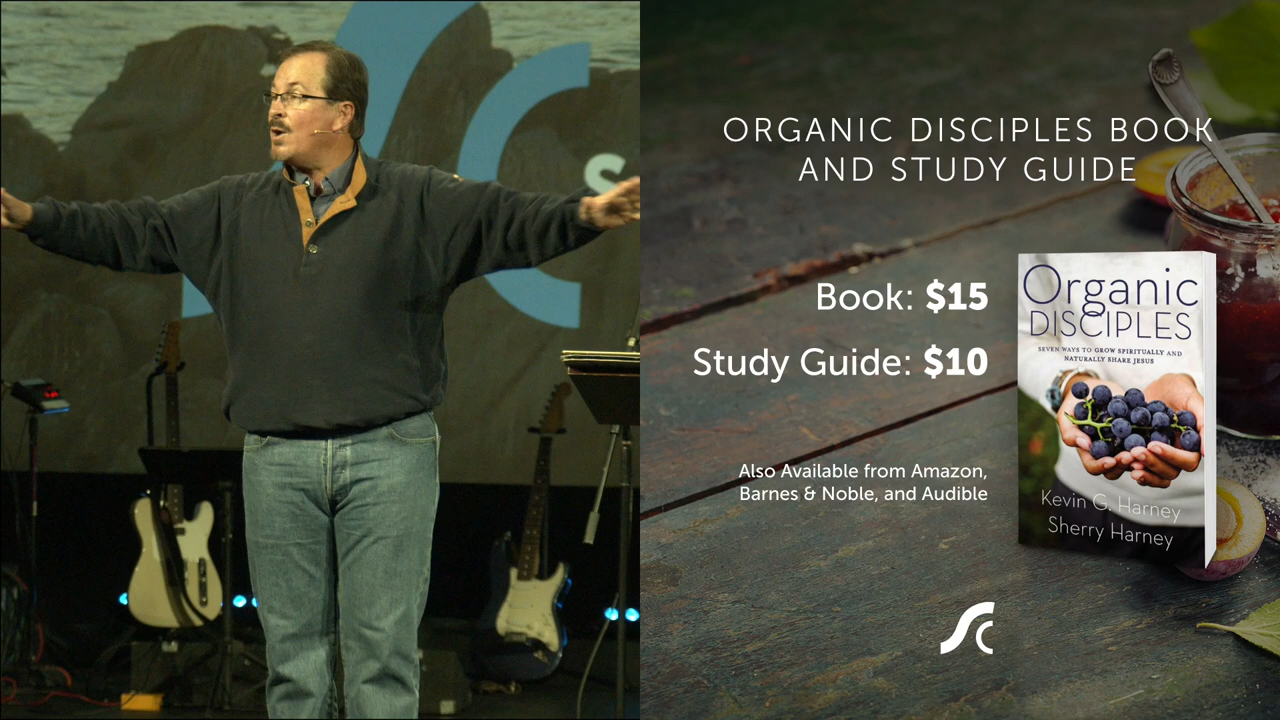 S
ORGANIC DISCIPLES BOOK
AND STUDY GUIDE
Book: $15
Study Guide: $10
Also Available from Amazon,
Barnes & Noble, and Audible
Organic
DISCIPLES
SEVEN WAYS TO GROW SPIRITUALLY AND
NATURALLY SHARE JESUS
Kevin G. Harney
Sherry Harney
SC